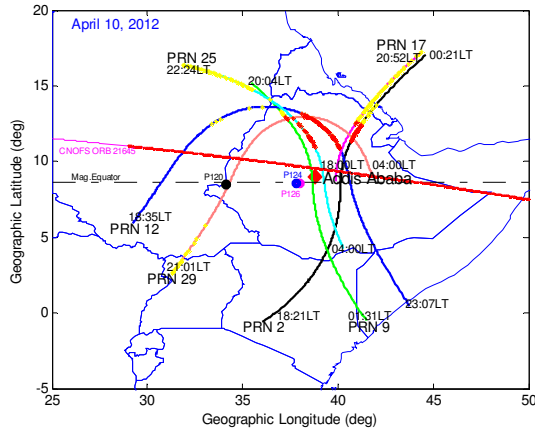 April 10, 2012
20
15
10
5
0
-5
25
30
35
40
45
50
Geographic Latitude (deg)
Geographic Longitude (deg)
PRN 25
22:24LT
20:04LT
PRN 17
20:52LT
00:21LT
CNOFS ORB 21645
Mag.Equator
P120
P124
P126
18:00LT
04:00LT
Addis Ababa
18:35LT
PRN 12
21:01LT
PRN 29
04:00LT
18:21LT
PRN 2
01:31LT
PRN 9
23:07LT